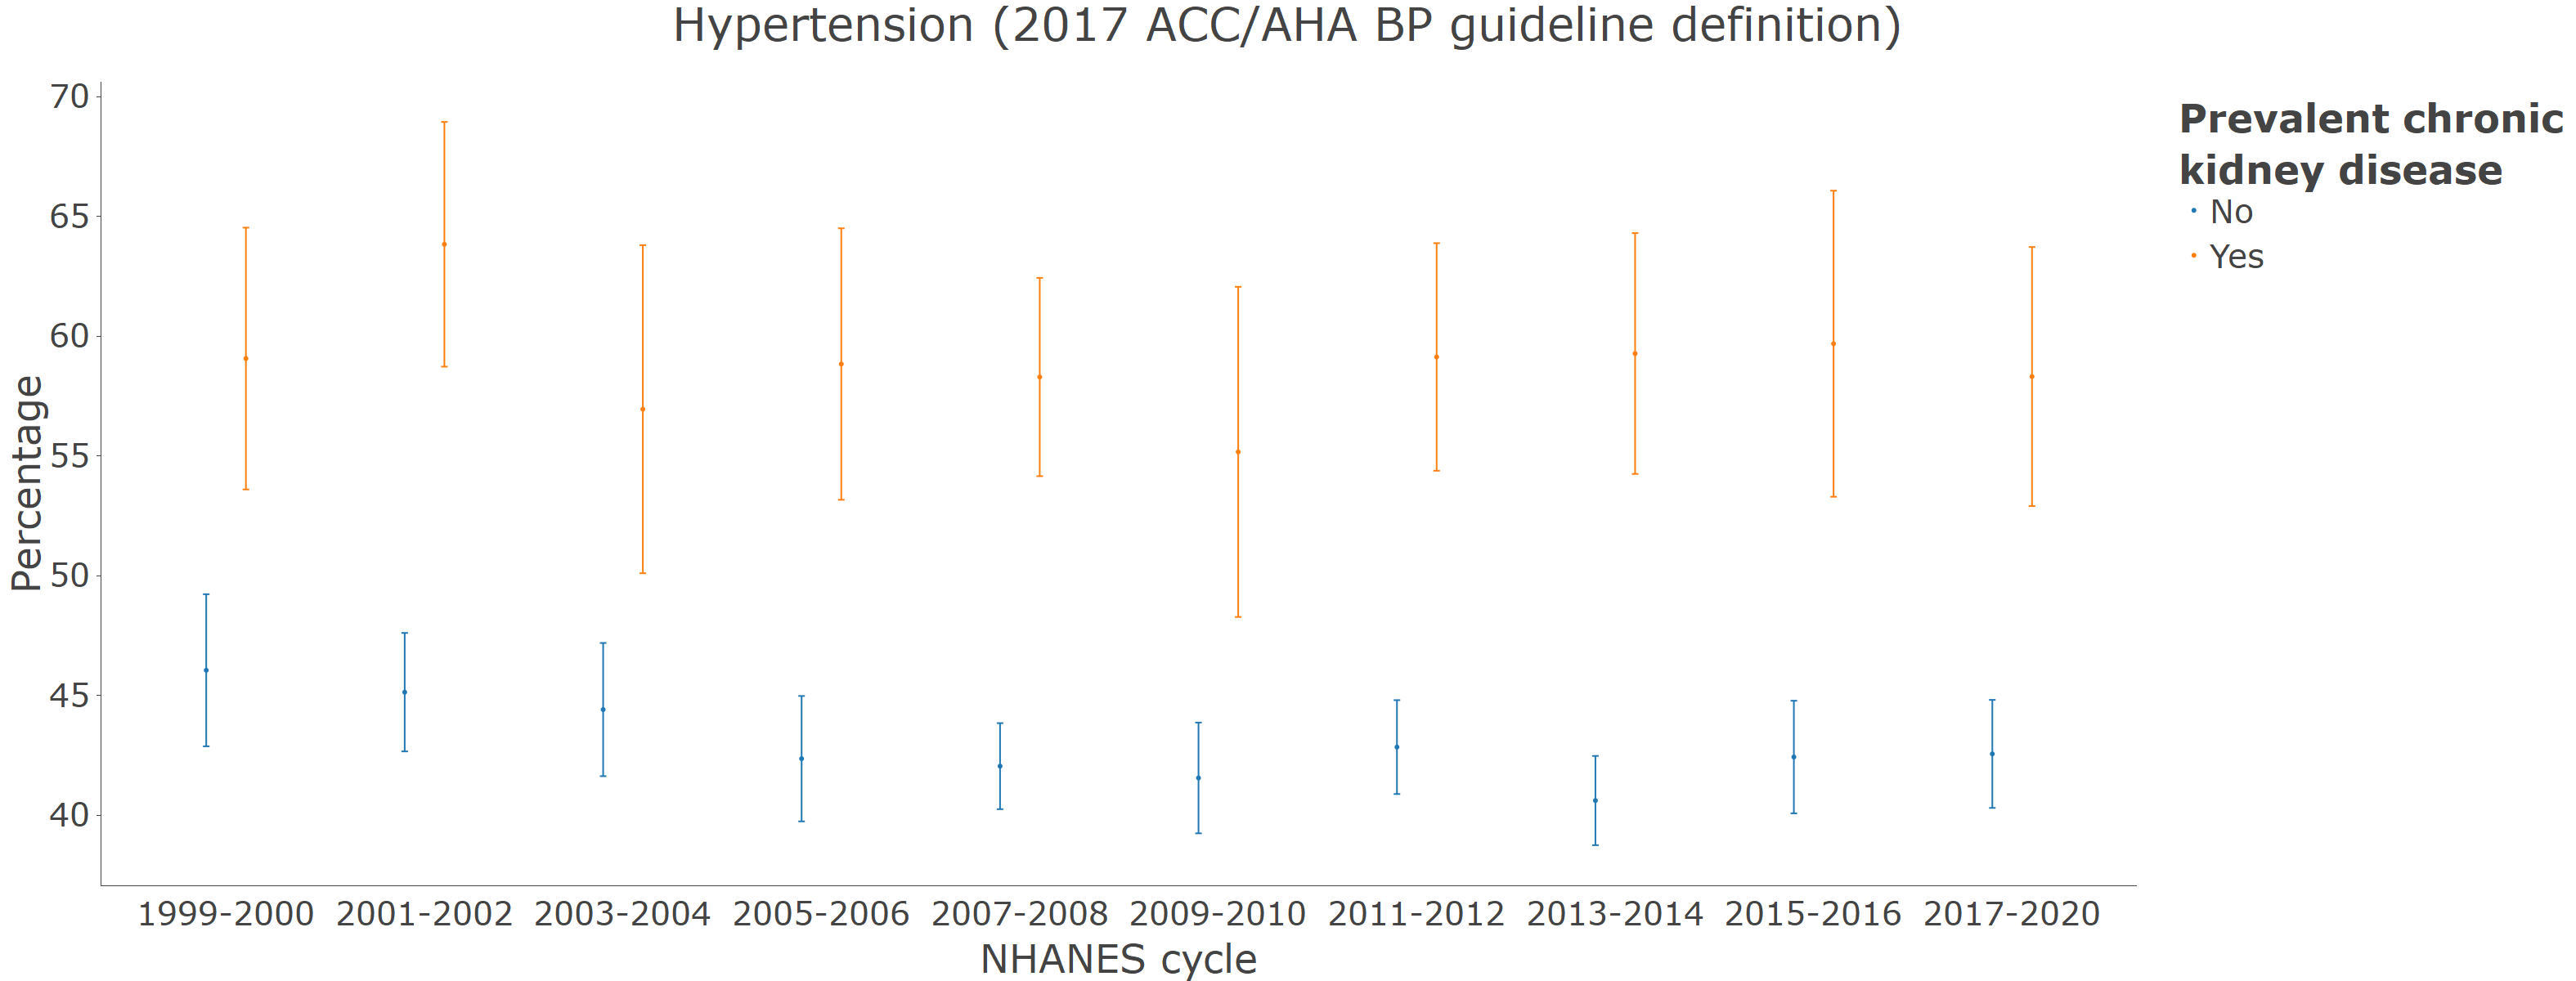 Hypertension (2017 ACC/AHA BP guideline definition)
70
65
60
55
50
45
40
Percentage
1999-2000 2001-2002 2003-2004 2005-2006 2007-2008 2009-2010 2011-2012 2013-2014 2015-2016 2017-2020
NHANES cycle
Prevalent chronic
kidney disease
No
Yes